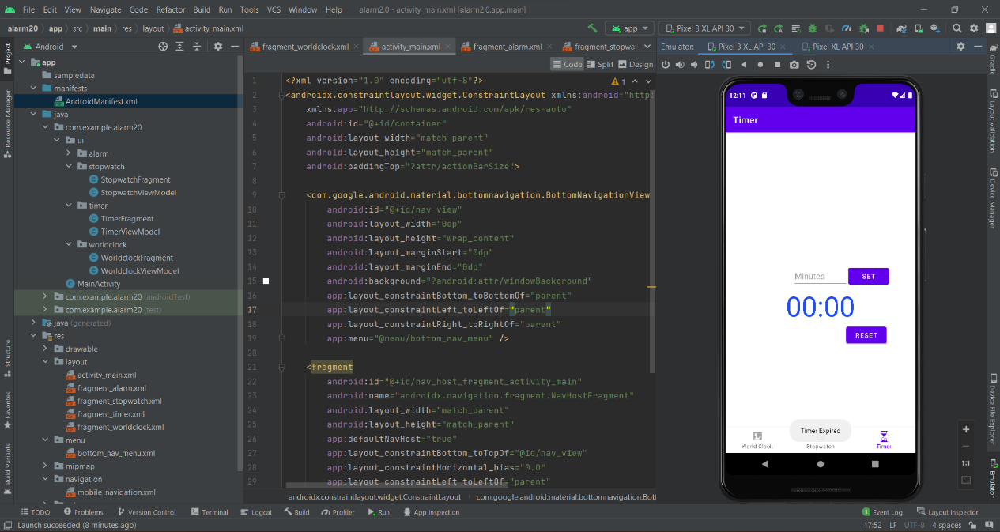 File Edit View Navigate Code Refactor Build Run Tools VCS Window Help alarm2.0 - activity_main.xml [alarm2.0.app.main]
alarm20 app src main res layout activity_main.xml
app Pixel 3 XL API 30
Android
fragment_worldclock.xml activity_main.xml fragment_alarm.xml fragment_stopwat
Emulator: Pixel 3 XL API 30 Pixel 3 XL API 30
Code Split Design
Project
Resource Manager
Structure
Favorites
Build Variants
app
sampledata
manifests
AndroidManifest.xml
java
com.example.alarm20
ui
alarm
stopwatch
StopwatchFragment
StopwatchViewModel
timer
TimerFragment
TimerViewModel
worldclock
WorldclockFragment
WorldclockViewModel
MainActivity
com.example.alarm20 (androidTest)
com.example.alarm20 (test)
java (generated)
res
drawable
layout
activity_main.xml
fragment_alarm.xml
fragment_stopwatch.xml
fragment_timer.xml
fragment_worldclock.xml
menu
bottom_nav_menu.xml
mipmap
navigation
mobile_navigation.xml
1 <?xml version="1.0" encoding="utf-8"?> 1
2 <androidx.constraintlayout.widget.ConstraintLayout xmlns:android="http:
3 xmlns:app="http://schemas.android.com/apk/res-auto"
4 android:id="@+id/container"
5 android:layout_width="match_parent"
6 android:layout_height="match_parent"
7 android:paddingTop="?attr/actionBarSize">
8
9 <com.google.android.material.bottomnavigation.BottomNavigationView
10 android:id="@+id/nav_view"
11 android:layout_width="0dp"
12 android:layout_height="wrap_content"
13 android:layout_marginStart="0dp"
14 android:layout_marginEnd="0dp"
15 android:background="?android:attr/windowBackground"
16 app:layout_constraintBottom_toBottomOf="parent"
17 app:layout_constraintLeft_toLeftOf="parent"
18 app:layout_constraintRight_toRightOf="parent"
19 app:menu="@menu/bottom_nav_menu" />
20
21 <fragment
22 android:id="@+id/nav_host_fragment_activity_main"
23 android:name="androidx.navigation.fragment.NavHostFragment"
24 android:layout_width="match_parent"
25 android:layout_height="match_parent"
26 app:defaultNavHost="true"
27 app:layout_constraintBottom_toTopOf="@id/nav_view"
28 app:layout_constraintHorizontal_bias="0.0"
29 app:layout_constraintLeft_toLeftOf="parent"
androidx.constraintlayout.widget.ConstraintLayout com.google.android.material.bottomnavigation.Bott
12:11
Timer
Minutes SET
00:00
RESET
Timer Expired
World Clock Stopwatch Timer
1:1
Gradle
Layout Validation
Device Manager
Device File Explorer
Emulator
TODO Problems Version Control Terminal Logcat Build Profiler Run App Inspection
1 Event Log Layout Inspector
Launch succeeded (8 minutes ago)
17:52 LF UTF-8 4 spaces